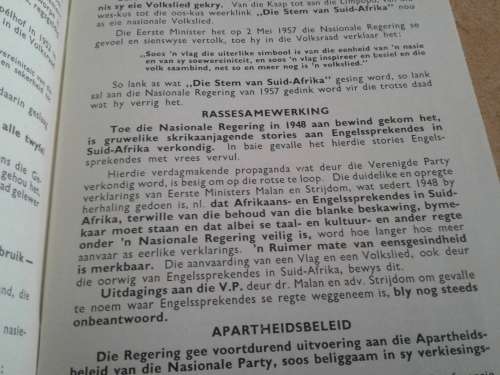 nis sy eie Volkslied gekry. Van die Kaap tot die Limpopo, van
wes-kus tot die oos-kus weerklink „Die Stem van Suid-Afrika" nou
as eie nasionale Volkslied.
Die Eerste Minister het op 2 Mei 1957 die Nasionale Regering se
gevoel en sienswyse vertolk, toe hy in die Volksraad verklaar het:
„Soos 'n vlag die uiterlike simbool is van die eenheid van 'n nasie
en van sy soewereiniteit, en soos 'n vlag inspireer en besiel en die
volk saambind, net so en meer nog is 'n volkslied."
So lank as wat „Die Stem van Suid-Afrika" gesing word, so lank
sal aan die Nasionale Regering van 1957 gedink word vir die trotse daad
wat hy verrig het.
RASSESAMEWERKING
Toe die Nasionale Regering in 1948 aan bewind gekom het,
is gruwelike skrikaanjagende stories aan Engelssprekendes in
Suid-Afrika verkondig. In baie gevalle het hierdie stories Engels-
sprekendes met vrees vervul.
Hierdie verdagmakende propaganda wat deur die Verenigde Party
verkondig word, is besig om op die rotse te loop. Die duidelike en opregte
verklarings van Eerste Ministers Malan en Strijdom, wat sedert 1948 by
herhaling gedoen is, nl. dat Afrikaans- en Engelssprekendes in Suid-
Afrika, terwille van die behoud van die blanke beskawing, byme-
kaar moet staan en dat albei se taal- en kultuur- en ander regte
onder 'n Nasionale Regering veilig is, word hoe langer hoe meer
aanvaar as eerlike verklarings. 'n Ruimer mate van eensgesindheid
is merkbaar. Die aanvaarding van een Vlag en een Volkslied, ook deur
die oorwig van Engelssprekendes in Suid-Afrika, bewys dit.
Uitdagings aan die V.P. deur dr. Malan en adv. Strijdom om gevalle
te noem waar Engelssprekendes se regte weggeneem is, bly nog steeds
onbeantwoord.
APARTHEIDSBELEID
Die Regering gee voortdurend uitvoering aan die Apartheids-
beleid van die Nasionale Party, soos beliggaam in sy verkiesings-